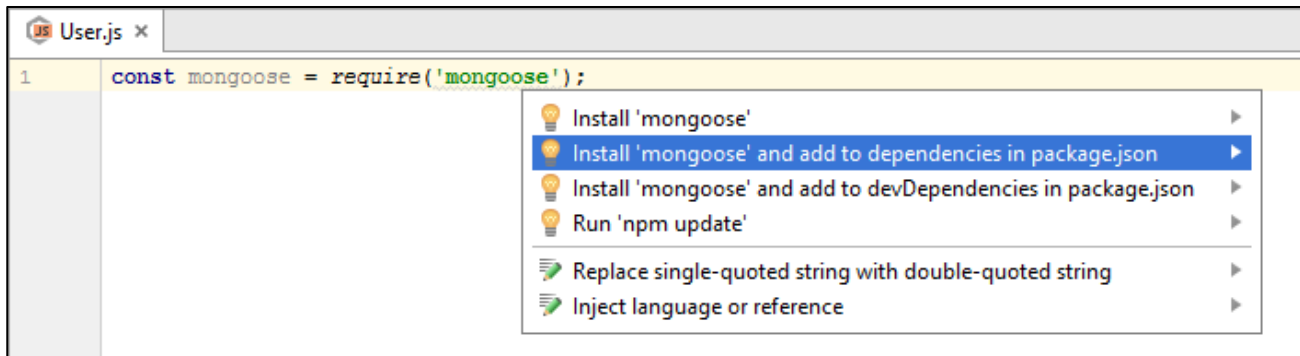 JS User.js ×
1 const mongoose = require('mongoose');
Install 'mongoose'
Install 'mongoose' and add to dependencies in package.json
Install 'mongoose' and add to devDependencies in package.json
Run 'npm update'
Replace single-quoted string with double-quoted string
Inject language or reference